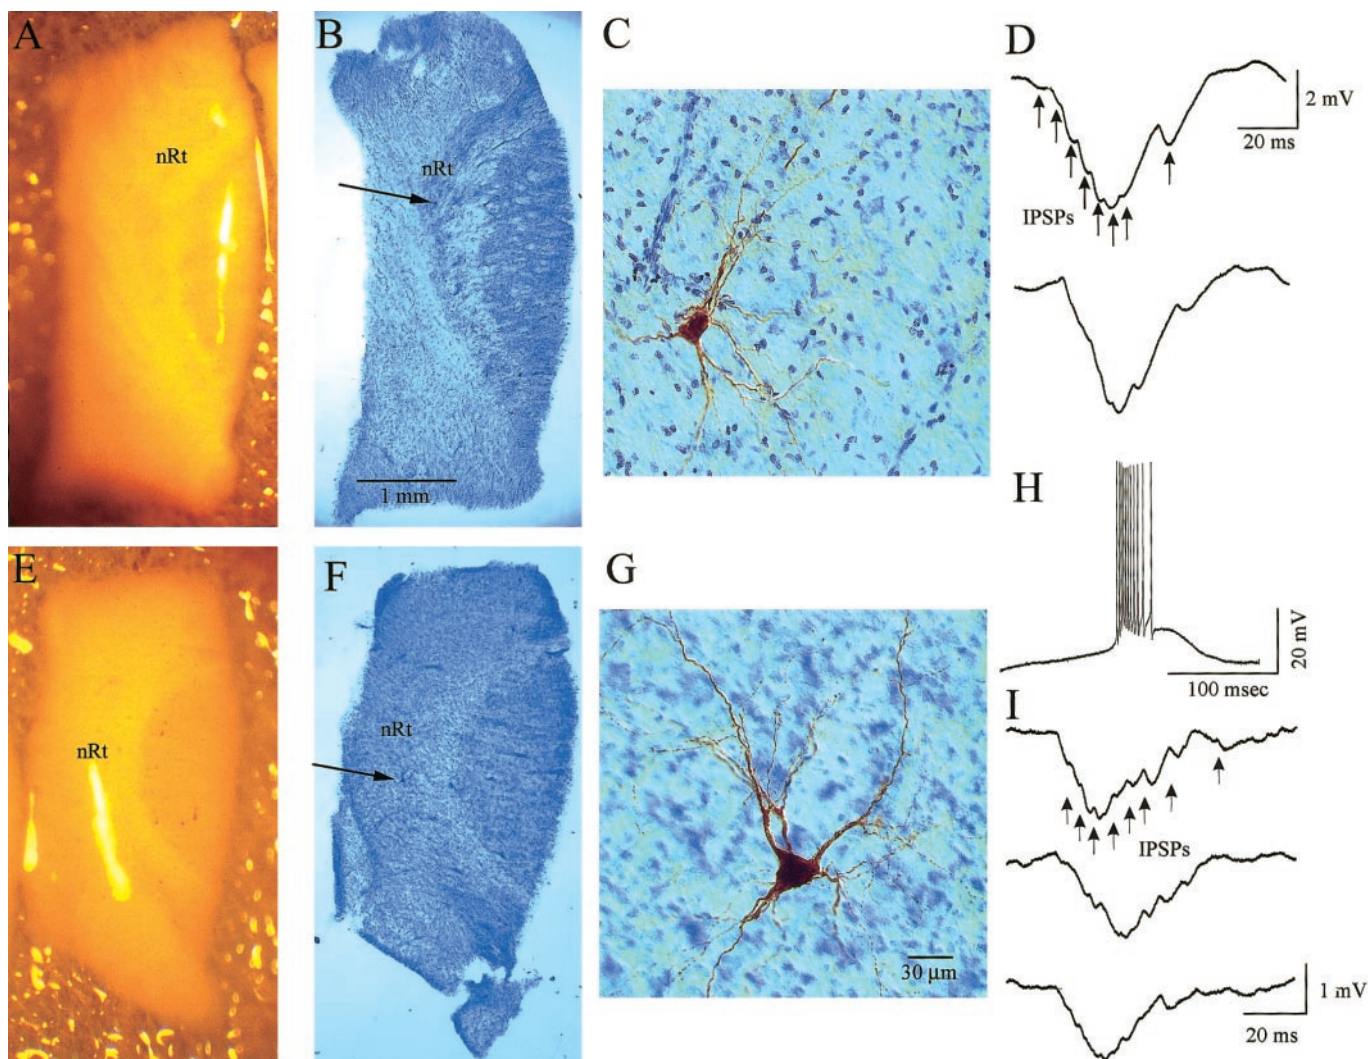 A
B
C
D
nRt
nRt
2 mV
20 ms
IPSPs
1 mm
H
20 mV
100 msec
E
F
G
nRt
nRt
I
IPSPs
30 μm
1 mV
20 ms